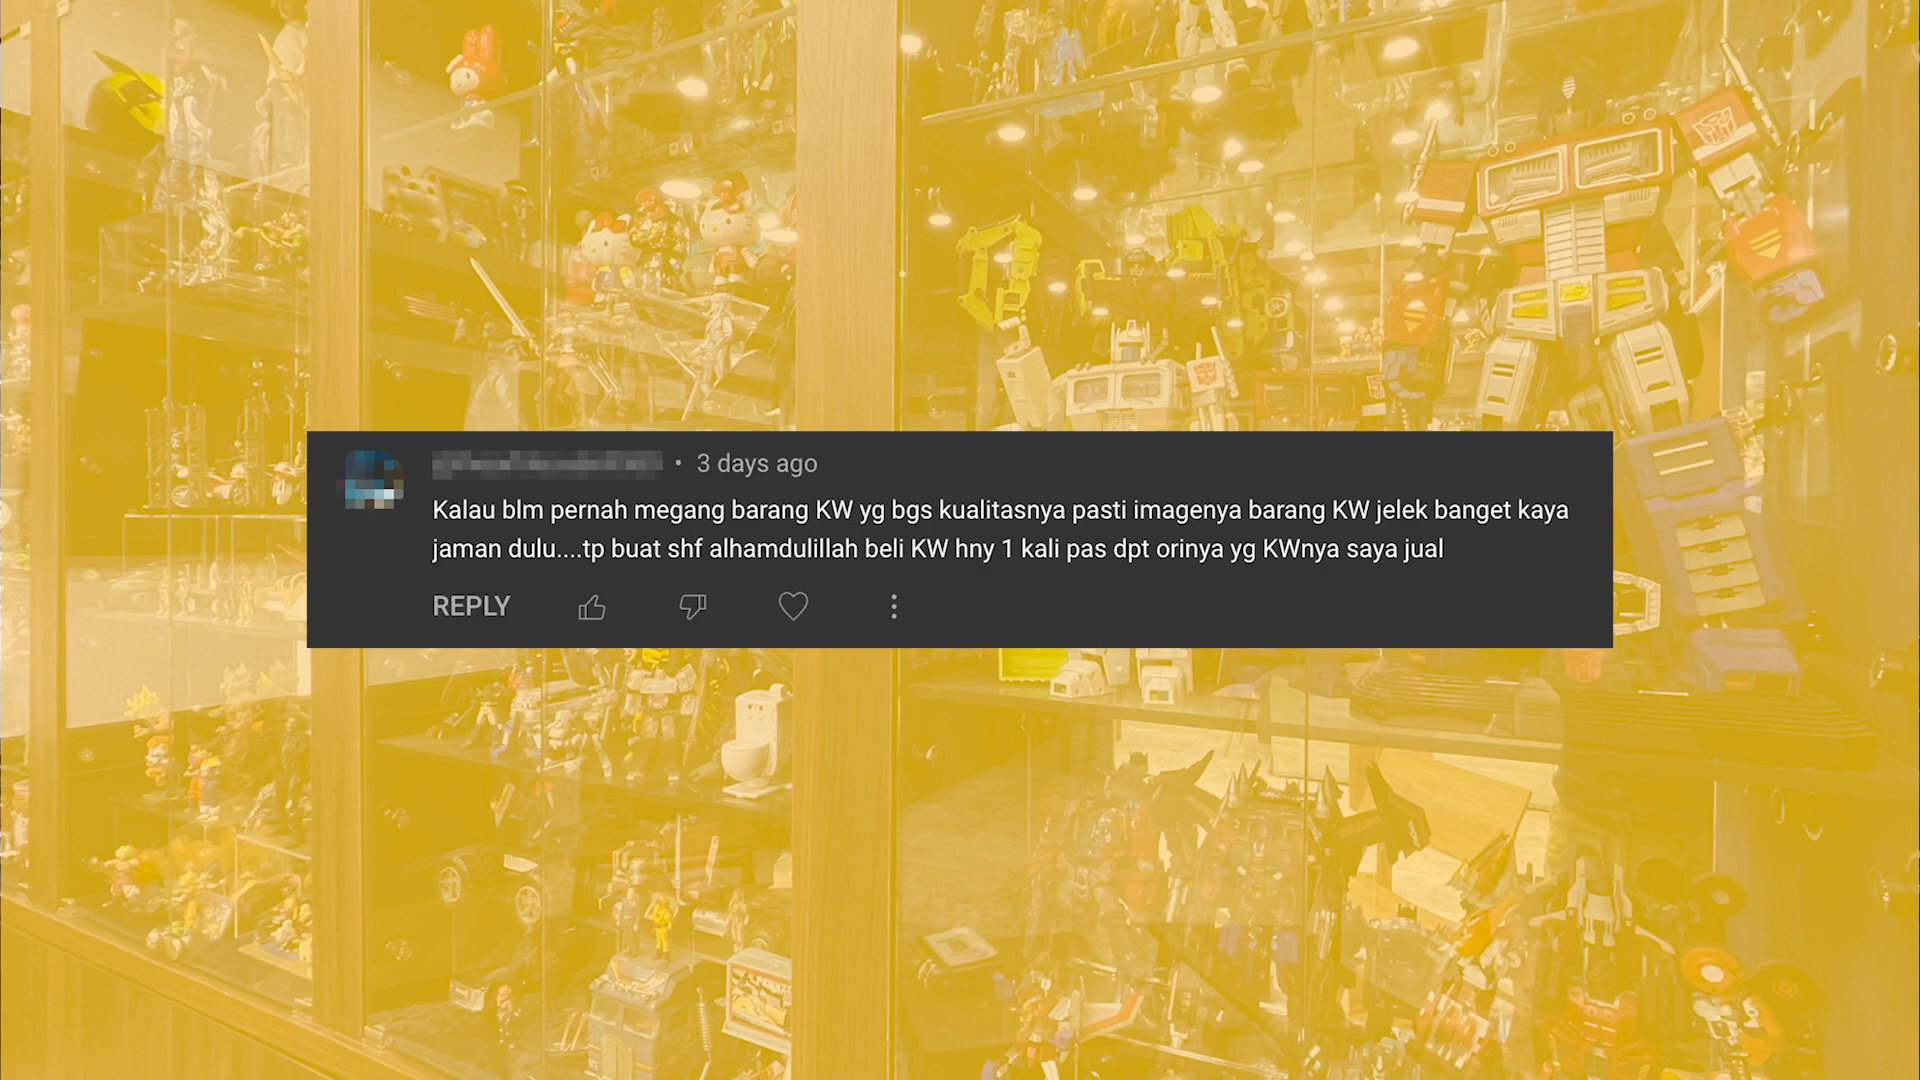 • 3 days ago
Kalau blm pernah megang barang KW yg bgs kualitasnya pasti imagenya barang KW jelek banget kaya
jaman dulu....tp buat shf alhamdulillah beli KW hny 1 kali pas dpt orinya yg KWnya saya jual
REPLY